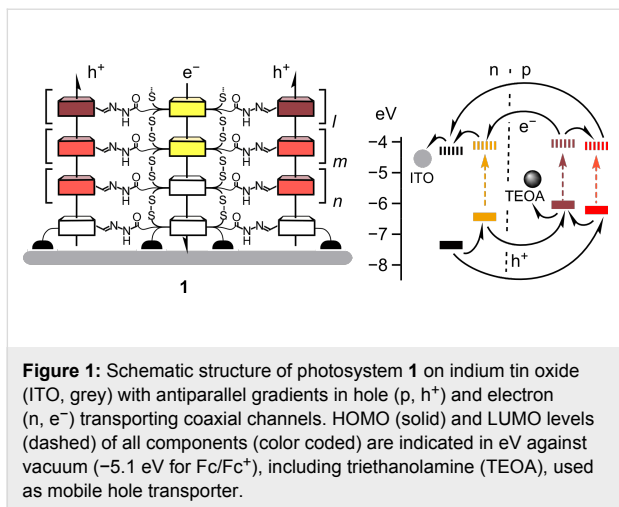 h⁺ e⁻ h⁺
S S
N N O S S O N N
N H S S N H
l
N N O S S O N N
N H S S N H
m
N N O S S O N N
N H S S N H
n
N N O S S O N N
N H S S N H
1
n p
eV
e⁻
−4
ITO
−5
TEOA
−6
−7
h⁺
−8
Figure 1: Schematic structure of photosystem 1 on indium tin oxide
(ITO, grey) with antiparallel gradients in hole (p, h⁺) and electron
(n, e⁻) transporting coaxial channels. HOMO (solid) and LUMO levels
(dashed) of all components (color coded) are indicated in eV against
vacuum (−5.1 eV for Fc/Fc⁺), including triethanolamine (TEOA), used
as mobile hole transporter.